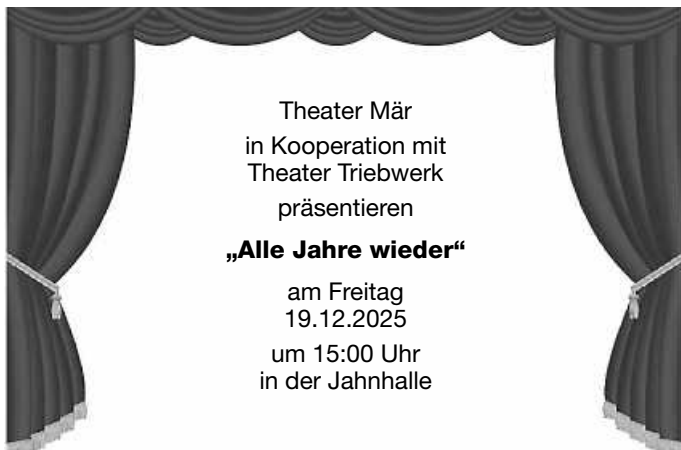 Theater Mär
in Kooperation mit
Theater Triebwerk
präsentieren
„Alle Jahre wieder“
am Freitag
19.12.2025
um 15:00 Uhr
in der Jahnhalle